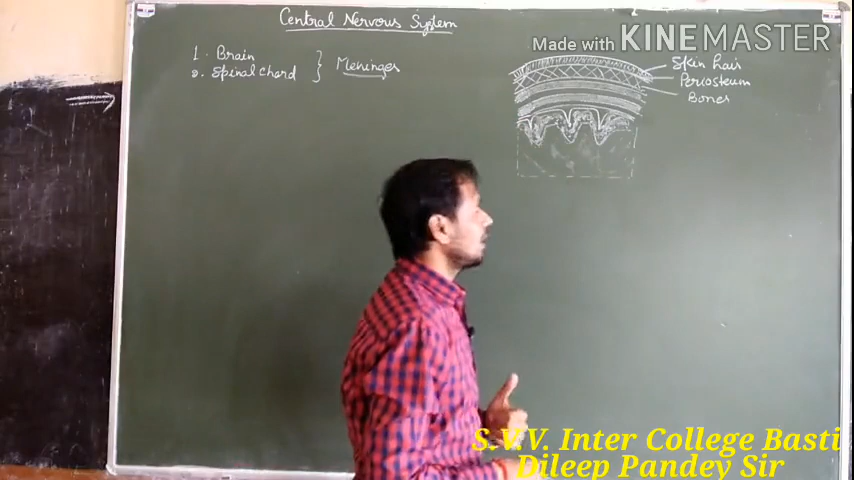 Central Nervous System
1. Brain
2. Spinal Chord
Meninges
Made with KINEMASTER
Skin hair
Periosteum
Bones
S.V.V. Inter College Basti
Dileep Pandey Sir